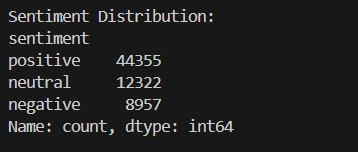 Sentiment Distribution:
sentiment
positive    44355
neutral     12322
negative     8957
Name: count, dtype: int64